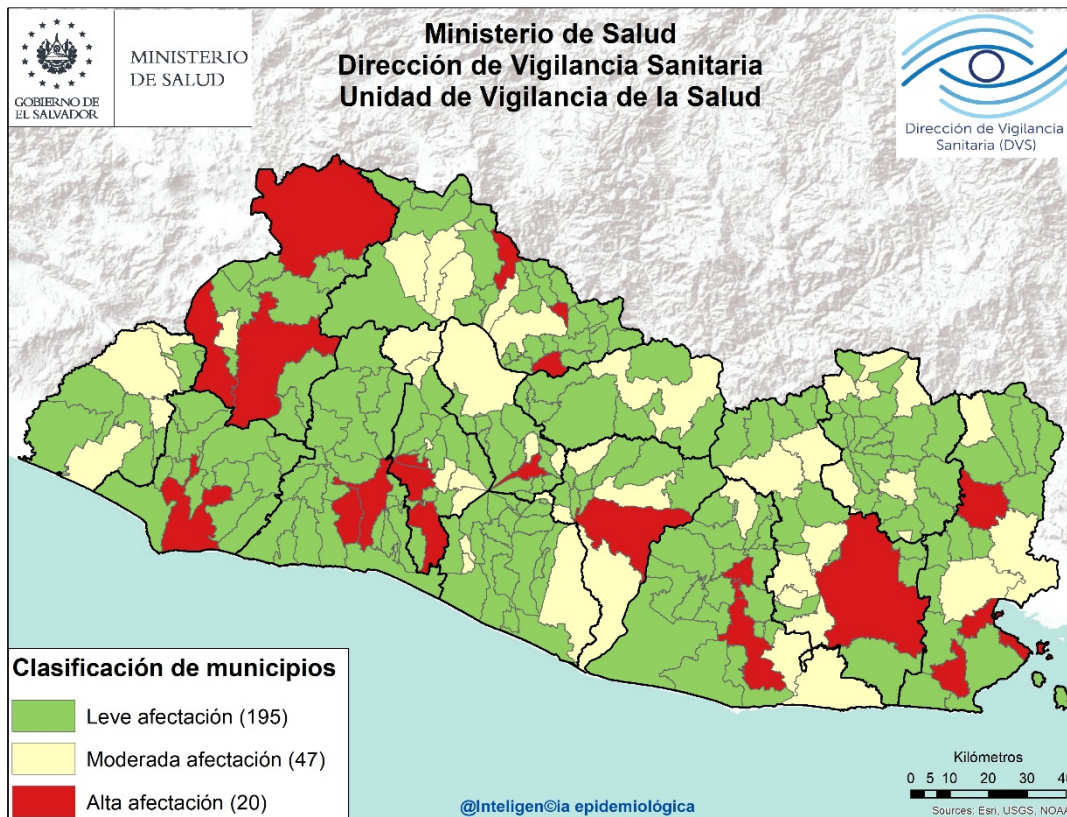 GOBIERNO DE
EL SALVADOR
MINISTERIO
DE SALUD
Ministerio de Salud
Dirección de Vigilancia Sanitaria
Unidad de Vigilancia de la Salud
Dirección de Vigilancia
Sanitaria (DVS)
Clasificación de municipios
Leve afectación (195)
Moderada afectación (47)
Alta afectación (20)
@Inteligen©ia epidemiológica
Kilómetros
0 5 10 20 30 40
Sources: Esri, USGS, NOAA